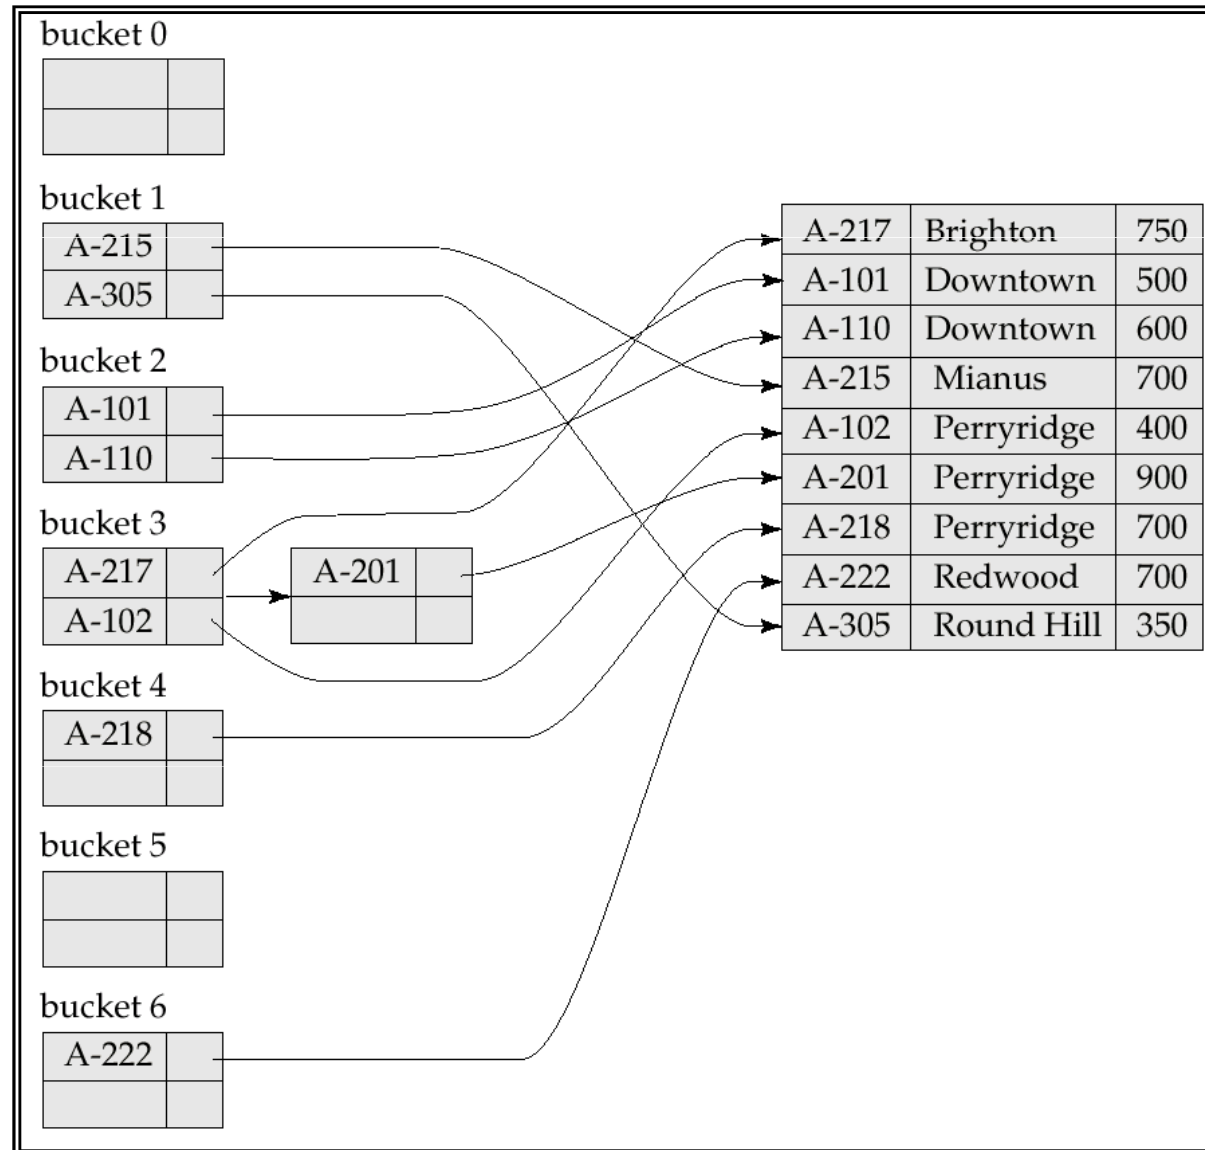 bucket 0
bucket 1
A-215
A-305
bucket 2
A-101
A-110
bucket 3
A-217
A-102
A-201
bucket 4
A-218
bucket 5
bucket 6
A-222
A-217 Brighton 750
A-101 Downtown 500
A-110 Downtown 600
A-215 Mianus 700
A-102 Perryridge 400
A-201 Perryridge 900
A-218 Perryridge 700
A-222 Redwood 700
A-305 Round Hill 350